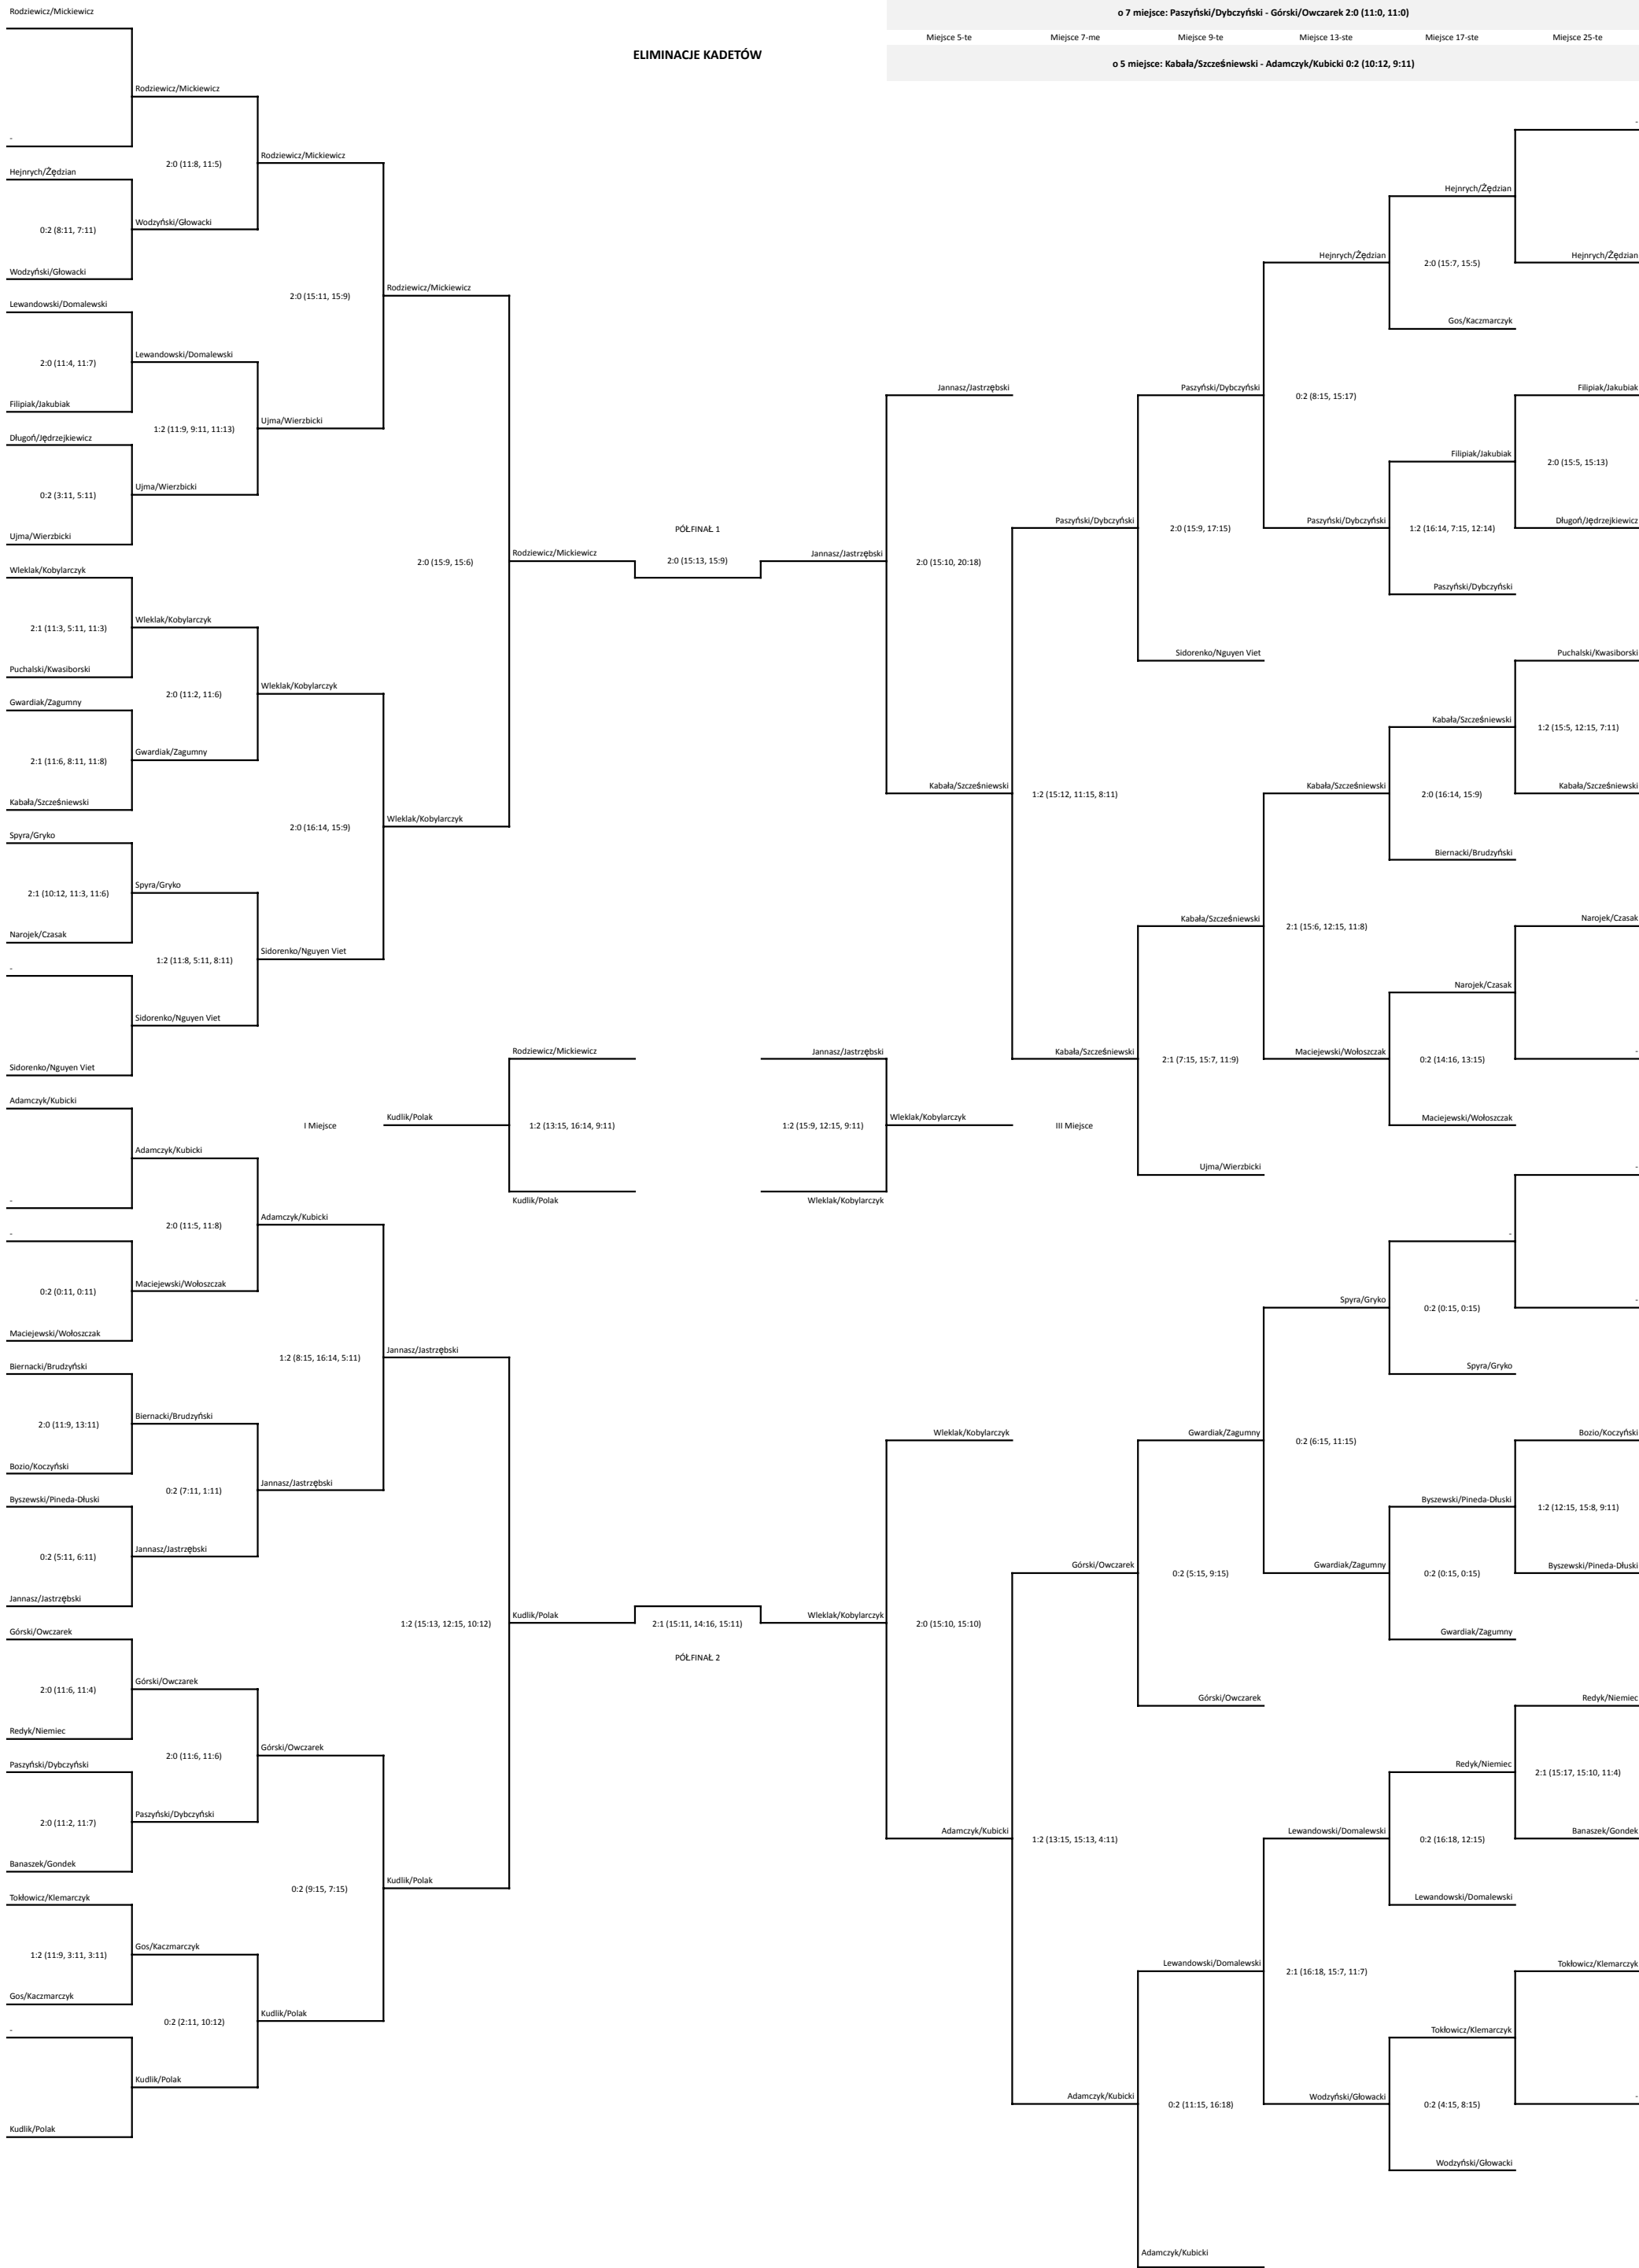 Rodziewicz/Mickiewicz
o 7 miejsce: Paszyński/Dybczyński - Górski/Owczarek 2:0 (11:0, 11:0)
Miejsce 5-te Miejsce 7-me Miejsce 9-te Miejsce 13-ste Miejsce 17-ste Miejsce 25-te
ELIMINACJE KADETÓW
o 5 miejsce: Kabała/Szcześniewski - Adamczyk/Kubicki 0:2 (10:12, 9:11)
Rodziewicz/Mickiewicz
-
-
2:0 (11:8, 11:5)
Rodziewicz/Mickiewicz
Hejnrych/Żędzian
Hejnrych/Żędzian
Wodzyński/Głowacki
0:2 (8:11, 7:11)
Hejnrych/Żędzian
2:0 (15:7, 15:5)
Hejnrych/Żędzian
Wodzyński/Głowacki
Rodziewicz/Mickiewicz
2:0 (15:11, 15:9)
Lewandowski/Domalewski
Gos/Kaczmarczyk
Lewandowski/Domalewski
2:0 (11:4, 11:7)
Jannasz/Jastrzębski
Paszyński/Dybczyński
0:2 (8:15, 15:17)
Filipiak/Jakubiak
Filipiak/Jakubiak
Ujma/Wierzbicki
1:2 (11:9, 9:11, 11:13)
Długoń/Jędrzejkiewicz
Filipiak/Jakubiak
2:0 (15:5, 15:13)
Ujma/Wierzbicki
0:2 (3:11, 5:11)
PÓŁFINAŁ 1
Paszyński/Dybczyński
2:0 (15:9, 17:15)
Paszyński/Dybczyński
1:2 (16:14, 7:15, 12:14)
Długoń/Jędrzejkiewicz
Ujma/Wierzbicki
2:0 (15:9, 15:6)
Rodziewicz/Mickiewicz
2:0 (15:13, 15:9)
Jannasz/Jastrzębski
2:0 (15:10, 20:18)
Wleklak/Kobylarczyk
Paszyński/Dybczyński
Wleklak/Kobylarczyk
2:1 (11:3, 5:11, 11:3)
Sidorenko/Nguyen Viet
Puchalski/Kwasiborski
Puchalski/Kwasiborski
Wleklak/Kobylarczyk
2:0 (11:2, 11:6)
Gwardiak/Zagumny
Kabała/Szcześniewski
1:2 (15:5, 12:15, 7:11)
Gwardiak/Zagumny
2:1 (11:6, 8:11, 11:8)
Kabała/Szcześniewski
1:2 (15:12, 11:15, 8:11)
Kabała/Szcześniewski
2:0 (16:14, 15:9)
Kabała/Szcześniewski
Kabała/Szcześniewski
Wleklak/Kobylarczyk
2:0 (16:14, 15:9)
Spyra/Gryko
Biernacki/Brudzyński
Spyra/Gryko
2:1 (10:12, 11:3, 11:6)
Kabała/Szcześniewski
2:1 (15:6, 12:15, 11:8)
Narojek/Czasak
Narojek/Czasak
Sidorenko/Nguyen Viet
1:2 (11:8, 5:11, 8:11)
-
Narojek/Czasak
Sidorenko/Nguyen Viet
Rodziewicz/Mickiewicz
Jannasz/Jastrzębski
Kabała/Szcześniewski
2:1 (7:15, 15:7, 11:9)
Maciejewski/Wołoszczak
0:2 (14:16, 13:15)
-
Sidorenko/Nguyen Viet
Adamczyk/Kubicki
I Miejsce
Kudlik/Polak
1:2 (13:15, 16:14, 9:11)
1:2 (15:9, 12:15, 9:11)
Wleklak/Kobylarczyk
III Miejsce
Maciejewski/Wołoszczak
Adamczyk/Kubicki
Ujma/Wierzbicki
-
-
Kudlik/Polak
Wleklak/Kobylarczyk
Adamczyk/Kubicki
2:0 (11:5, 11:8)
-
-
Maciejewski/Wołoszczak
0:2 (0:11, 0:11)
Spyra/Gryko
0:2 (0:15, 0:15)
-
Maciejewski/Wołoszczak
Jannasz/Jastrzębski
1:2 (8:15, 16:14, 5:11)
Biernacki/Brudzyński
Spyra/Gryko
Biernacki/Brudzyński
2:0 (11:9, 13:11)
Wleklak/Kobylarczyk
Gwardiak/Zagumny
0:2 (6:15, 11:15)
Bozio/Koczyński
Bozio/Koczyński
Jannasz/Jastrzębski
0:2 (7:11, 1:11)
Byszewski/Pineda-Dłuski
Byszewski/Pineda-Dłuski
1:2 (12:15, 15:8, 9:11)
Jannasz/Jastrzębski
0:2 (5:11, 6:11)
Górski/Owczarek
0:2 (5:15, 9:15)
Gwardiak/Zagumny
0:2 (0:15, 0:15)
Byszewski/Pineda-Dłuski
Jannasz/Jastrzębski
1:2 (15:13, 12:15, 10:12)
Kudlik/Polak
2:1 (15:11, 14:16, 15:11)
Wleklak/Kobylarczyk
2:0 (15:10, 15:10)
Górski/Owczarek
Gwardiak/Zagumny
PÓŁFINAŁ 2
Górski/Owczarek
2:0 (11:6, 11:4)
Górski/Owczarek
Redyk/Niemiec
Redyk/Niemiec
Górski/Owczarek
2:0 (11:6, 11:6)
Paszyński/Dybczyński
Redyk/Niemiec
2:1 (15:17, 15:10, 11:4)
Paszyński/Dybczyński
2:0 (11:2, 11:7)
Adamczyk/Kubicki
1:2 (13:15, 15:13, 4:11)
Lewandowski/Domalewski
0:2 (16:18, 12:15)
Banaszek/Gondek
Banaszek/Gondek
Kudlik/Polak
0:2 (9:15, 7:15)
Tokłowicz/Klemarczyk
Lewandowski/Domalewski
Gos/Kaczmarczyk
1:2 (11:9, 3:11, 3:11)
Lewandowski/Domalewski
2:1 (16:18, 15:7, 11:7)
Tokłowicz/Klemarczyk
Gos/Kaczmarczyk
Kudlik/Polak
0:2 (2:11, 10:12)
-
Tokłowicz/Klemarczyk
Kudlik/Polak
Adamczyk/Kubicki
0:2 (11:15, 16:18)
Wodzyński/Głowacki
0:2 (4:15, 8:15)
-
Kudlik/Polak
Wodzyński/Głowacki
Adamczyk/Kubicki